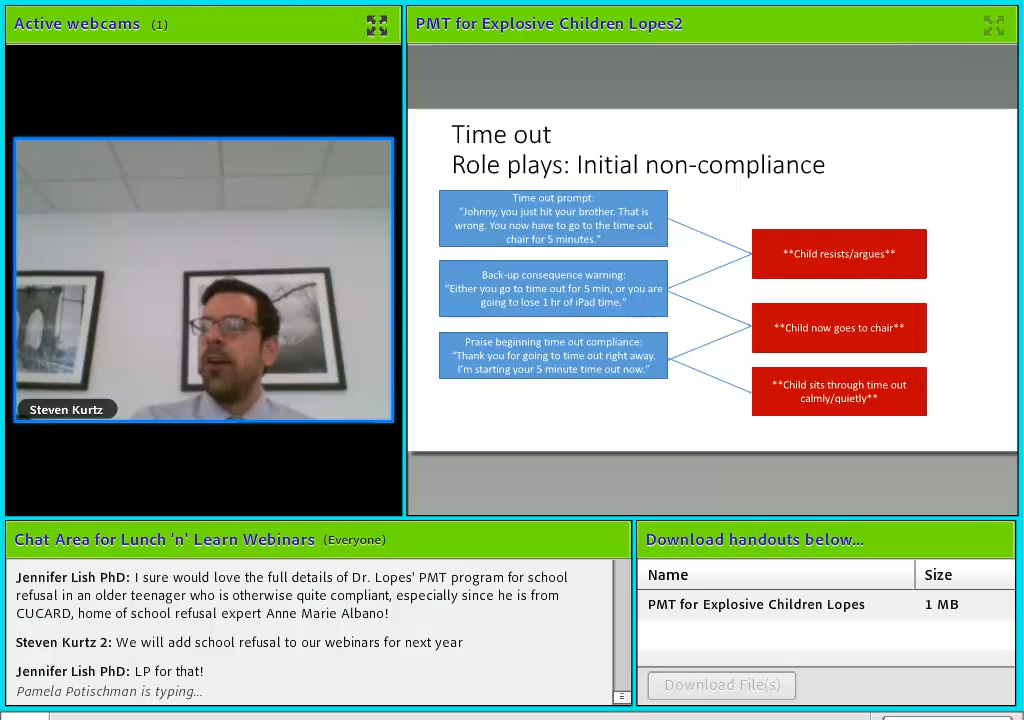 Active webcams (1)
PMT for Explosive Children Lopes2
Steven Kurtz
Time out
Role plays: Initial non-compliance
Time out prompt:
"Johnny, you just hit your brother. That is
wrong. You now have to go to the time out
chair for 5 minutes."
**Child resists/argues**
Back-up consequence warning:
"Either you go to time out for 5 min, or you are
going to lose 1 hr of iPad time."
**Child now goes to chair**
Praise beginning time out compliance:
"Thank you for going to time out right away.
I'm starting your 5 minute time out now."
**Child sits through time out
calmly/quietly**
Chat Area for Lunch 'n' Learn Webinars (Everyone)
Jennifer Lish PhD: I sure would love the full details of Dr. Lopes' PMT program for school
refusal in an older teenager who is otherwise quite compliant, especially since he is from
CUCARD, home of school refusal expert Anne Marie Albano!
Steven Kurtz 2: We will add school refusal to our webinars for next year
Jennifer Lish PhD: LP for that!
Pamela Potischman is typing...
Download handouts below...
Name Size
PMT for Explosive Children Lopes 1 MB
Download File(s)